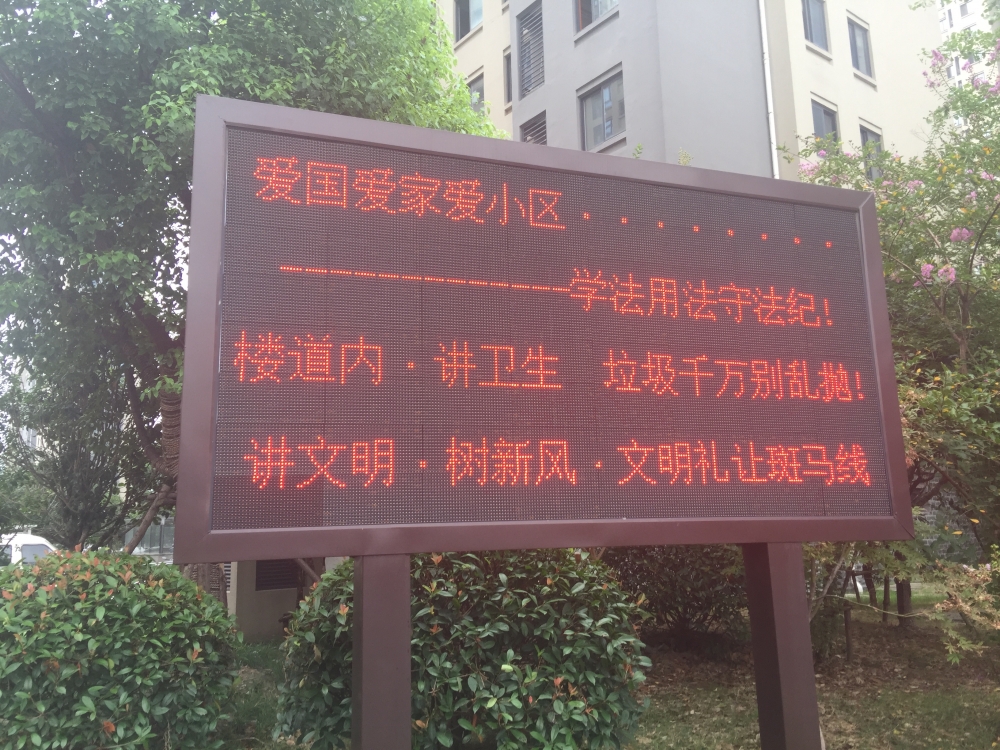 爱国爱家爱小区········
————————学法用法守法纪!
楼道内·讲卫生 垃圾千万别乱抛!
讲文明·树新风·文明礼让斑马线